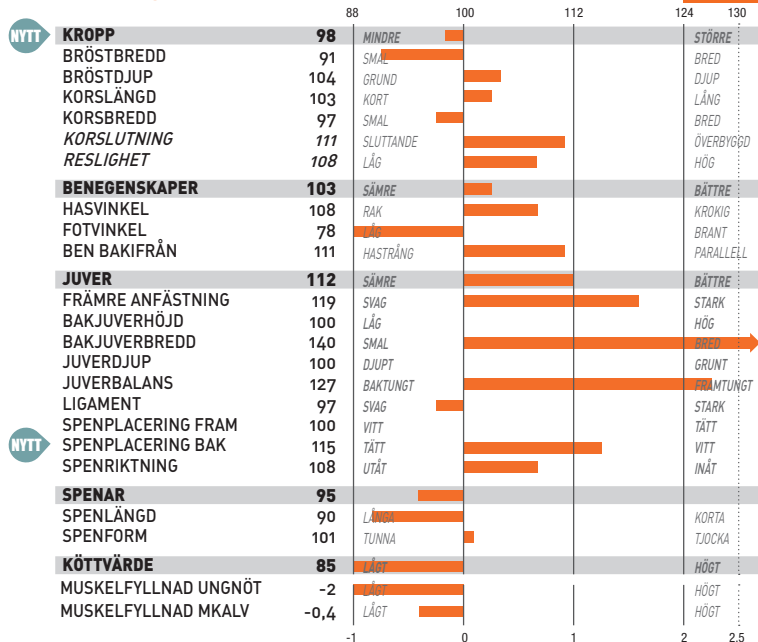 88 100 112 124 130
NYTT KROPP 98 MINDRE STÖRRE
BRÖSTBREDD 91 SMAL BRED
BRÖSTDJUP 104 GRUND DJUP
KORSLÄNGD 103 KORT LÅNG
KORSBREDD 97 SMAL BRED
KORSLUTNING 111 SLUTTANDE ÖVERBYGGD
RESLIGHET 108 LÅG HÖG
BENEGENSKAPER 103 SÄMRE BÄTTRE
HASVINKEL 108 RAK KROKIG
FOTVINKEL 78 LÅG BRANT
BEN BAKIFRÅN 111 HASTRÅNG PARALLELL
JUVER 112 SÄMRE BÄTTRE
FRÄMRE ANFÄSTNING 119 SVAG STARK
BAKJUVERHÖJD 100 LÅG HÖG
BAKJUVERBREDD 140 SMAL BRED
JUVERDJUP 100 DJUPT GRUNT
JUVERBALANS 127 BAKTUNGT FRAMTUNGT
LIGAMENT 97 SVAG STARK
SPENPLACERING FRAM 100 VITT TÄTT
NYTT SPENPLACERING BAK 115 TÄTT VITT
SPENRIKTNING 108 UTÅT INÅT
SPENAR 95
SPENLÄNGD 90 LÅNGA KORTA
SPENFORM 101 TUNNA TJOCKA
KÖTTVÄRDE 85 LÅGT HÖGT
MUSKELFYLLNAD UNGNÖT -2 LÅGT HÖGT
MUSKELFYLLNAD MKALV -0,4 LÅGT HÖGT
-1 0 1 2 2.5